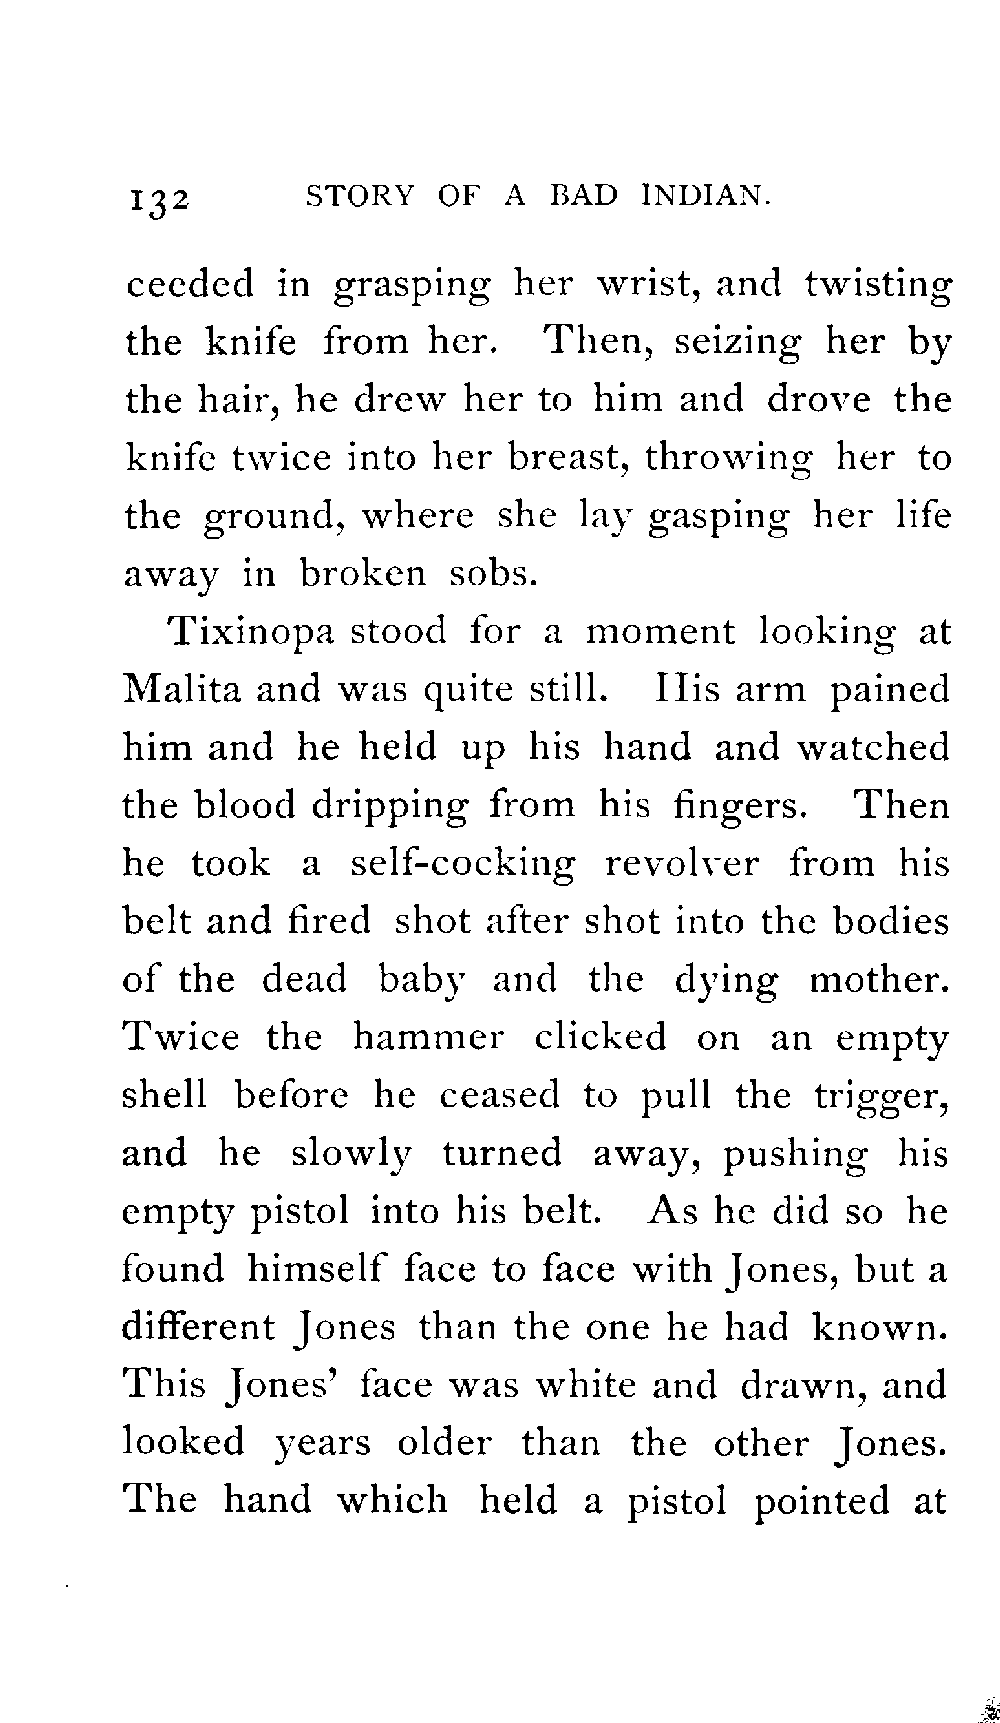 132 STORY OF A BAD INDIAN.
ceeded in grasping her wrist, and twisting
the knife from her. Then, seizing her by
the hair, he drew her to him and drove the
knife twice into her breast, throwing her to
the ground, where she lay gasping her life
away in broken sobs.
Tixinopa stood for a moment looking at
Malita and was quite still. His arm pained
him and he held up his hand and watched
the blood dripping from his fingers. Then
he took a self-cocking revolver from his
belt and fired shot after shot into the bodies
of the dead baby and the dying mother.
Twice the hammer clicked on an empty
shell before he ceased to pull the trigger,
and he slowly turned away, pushing his
empty pistol into his belt. As he did so he
found himself face to face with Jones, but a
different Jones than the one he had known.
This Jones' face was white and drawn, and
looked years older than the other Jones.
The hand which held a pistol pointed at